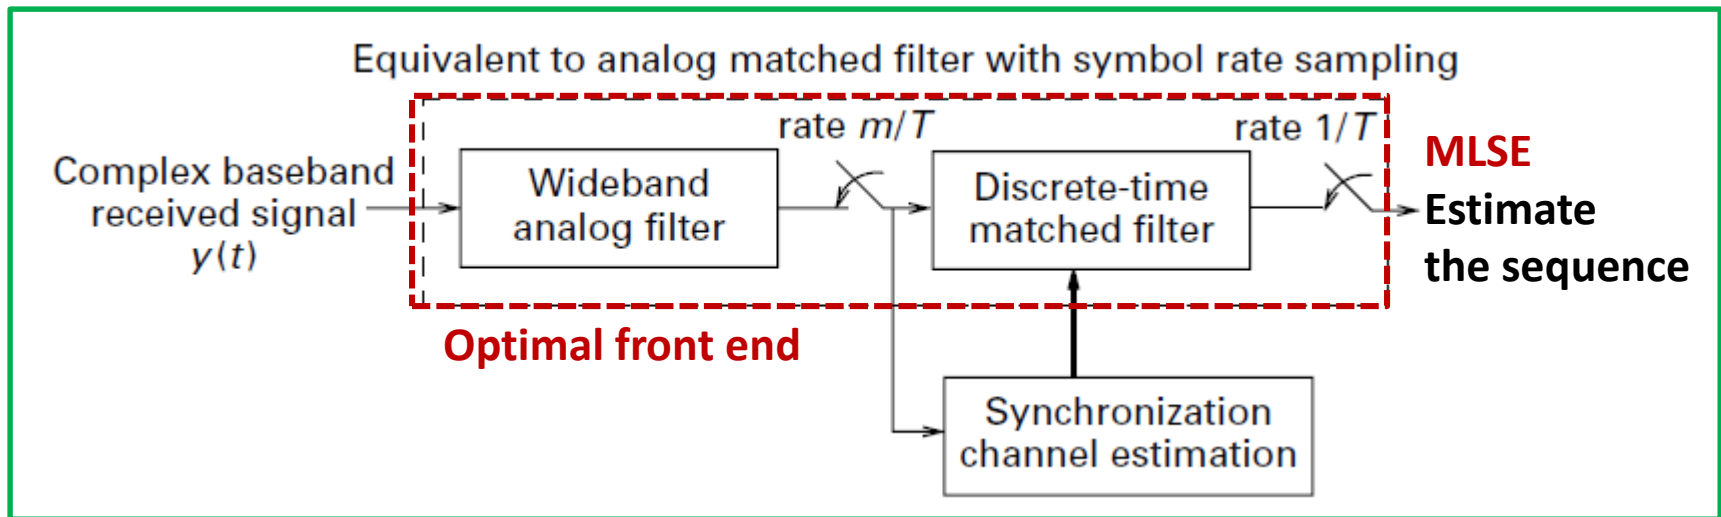 Equivalent to analog matched filter with symbol rate sampling
rate m/T
rate 1/T
Complex baseband
received signal
y(t)
Wideband
analog filter
Discrete-time
matched filter
MLSE
Estimate
the sequence
Optimal front end
Synchronization
channel estimation